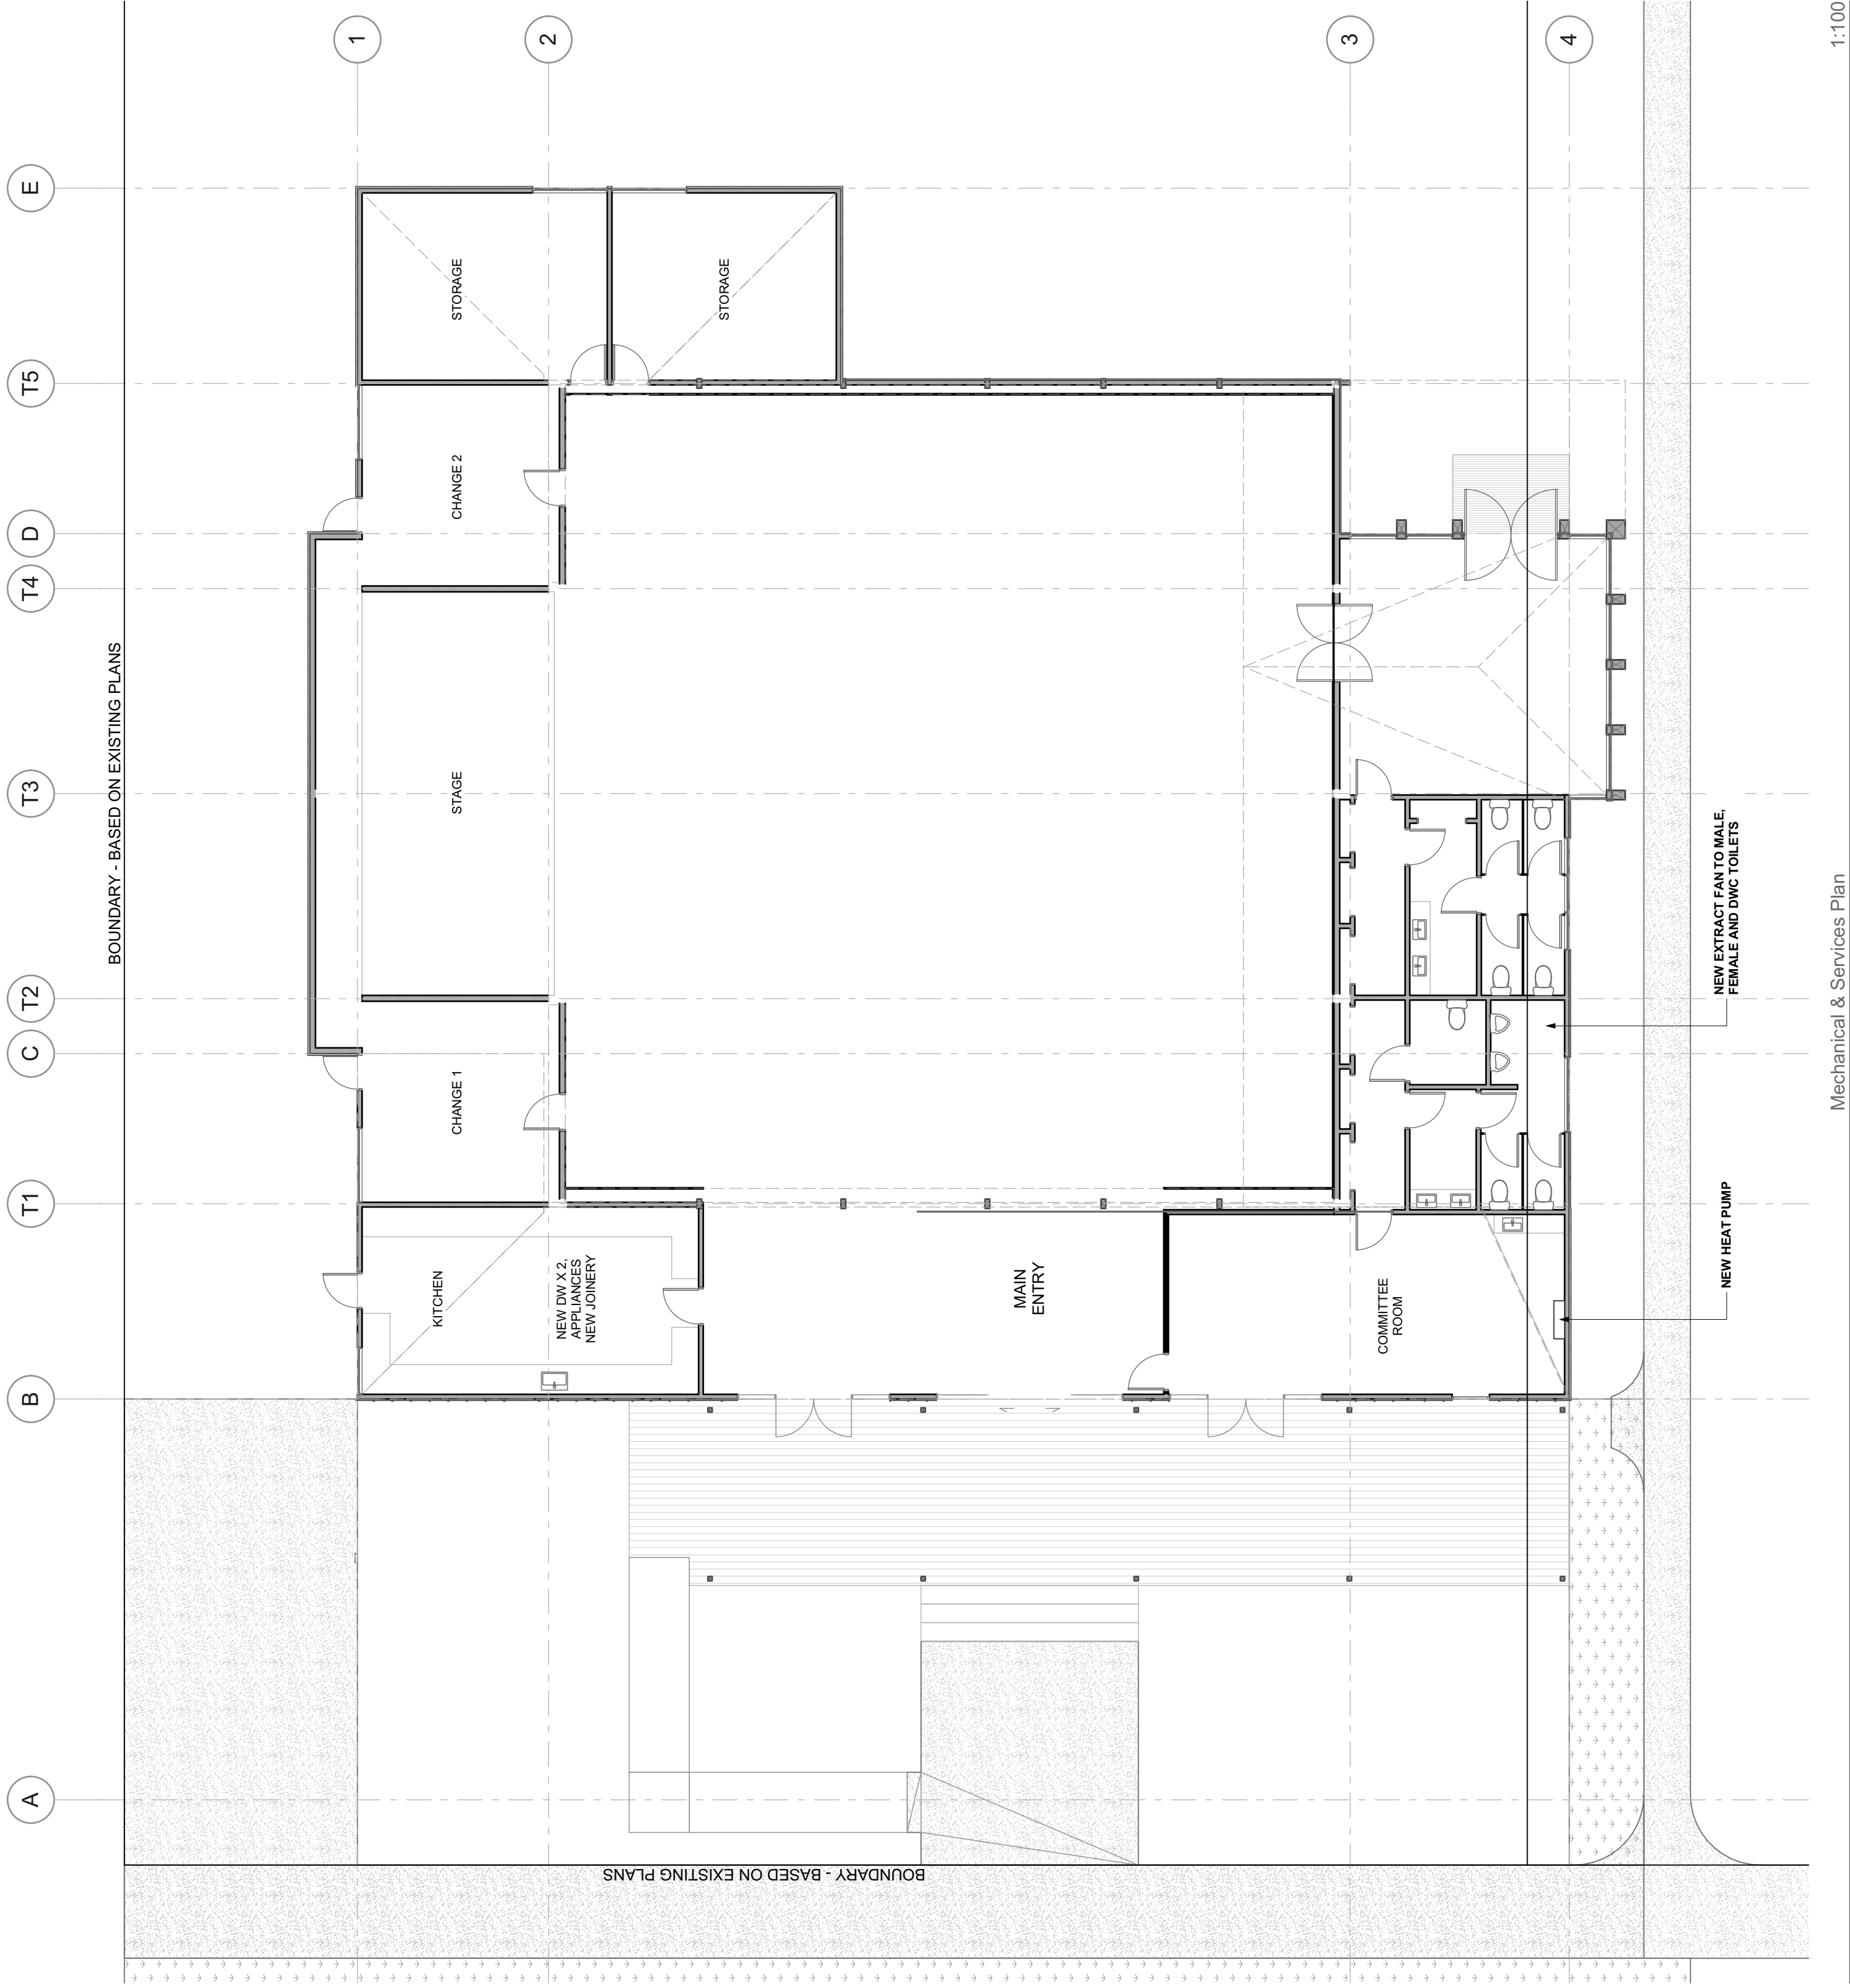 1
2
3
4
E
T5
D
T4
T3
T2
C
T1
B
A
BOUNDARY - BASED ON EXISTING PLANS
STORAGE
STORAGE
CHANGE 2
STAGE
CHANGE 1
KITCHEN
NEW DW X 2,
APPLIANCES
NEW JOINERY
MAIN
ENTRY
COMMITTEE
ROOM
NEW EXTRACT FAN TO MALE,
FEMALE AND DWC TOILETS
NEW HEAT PUMP
BOUNDARY - BASED ON EXISTING PLANS
Mechanical & Services Plan
1:100